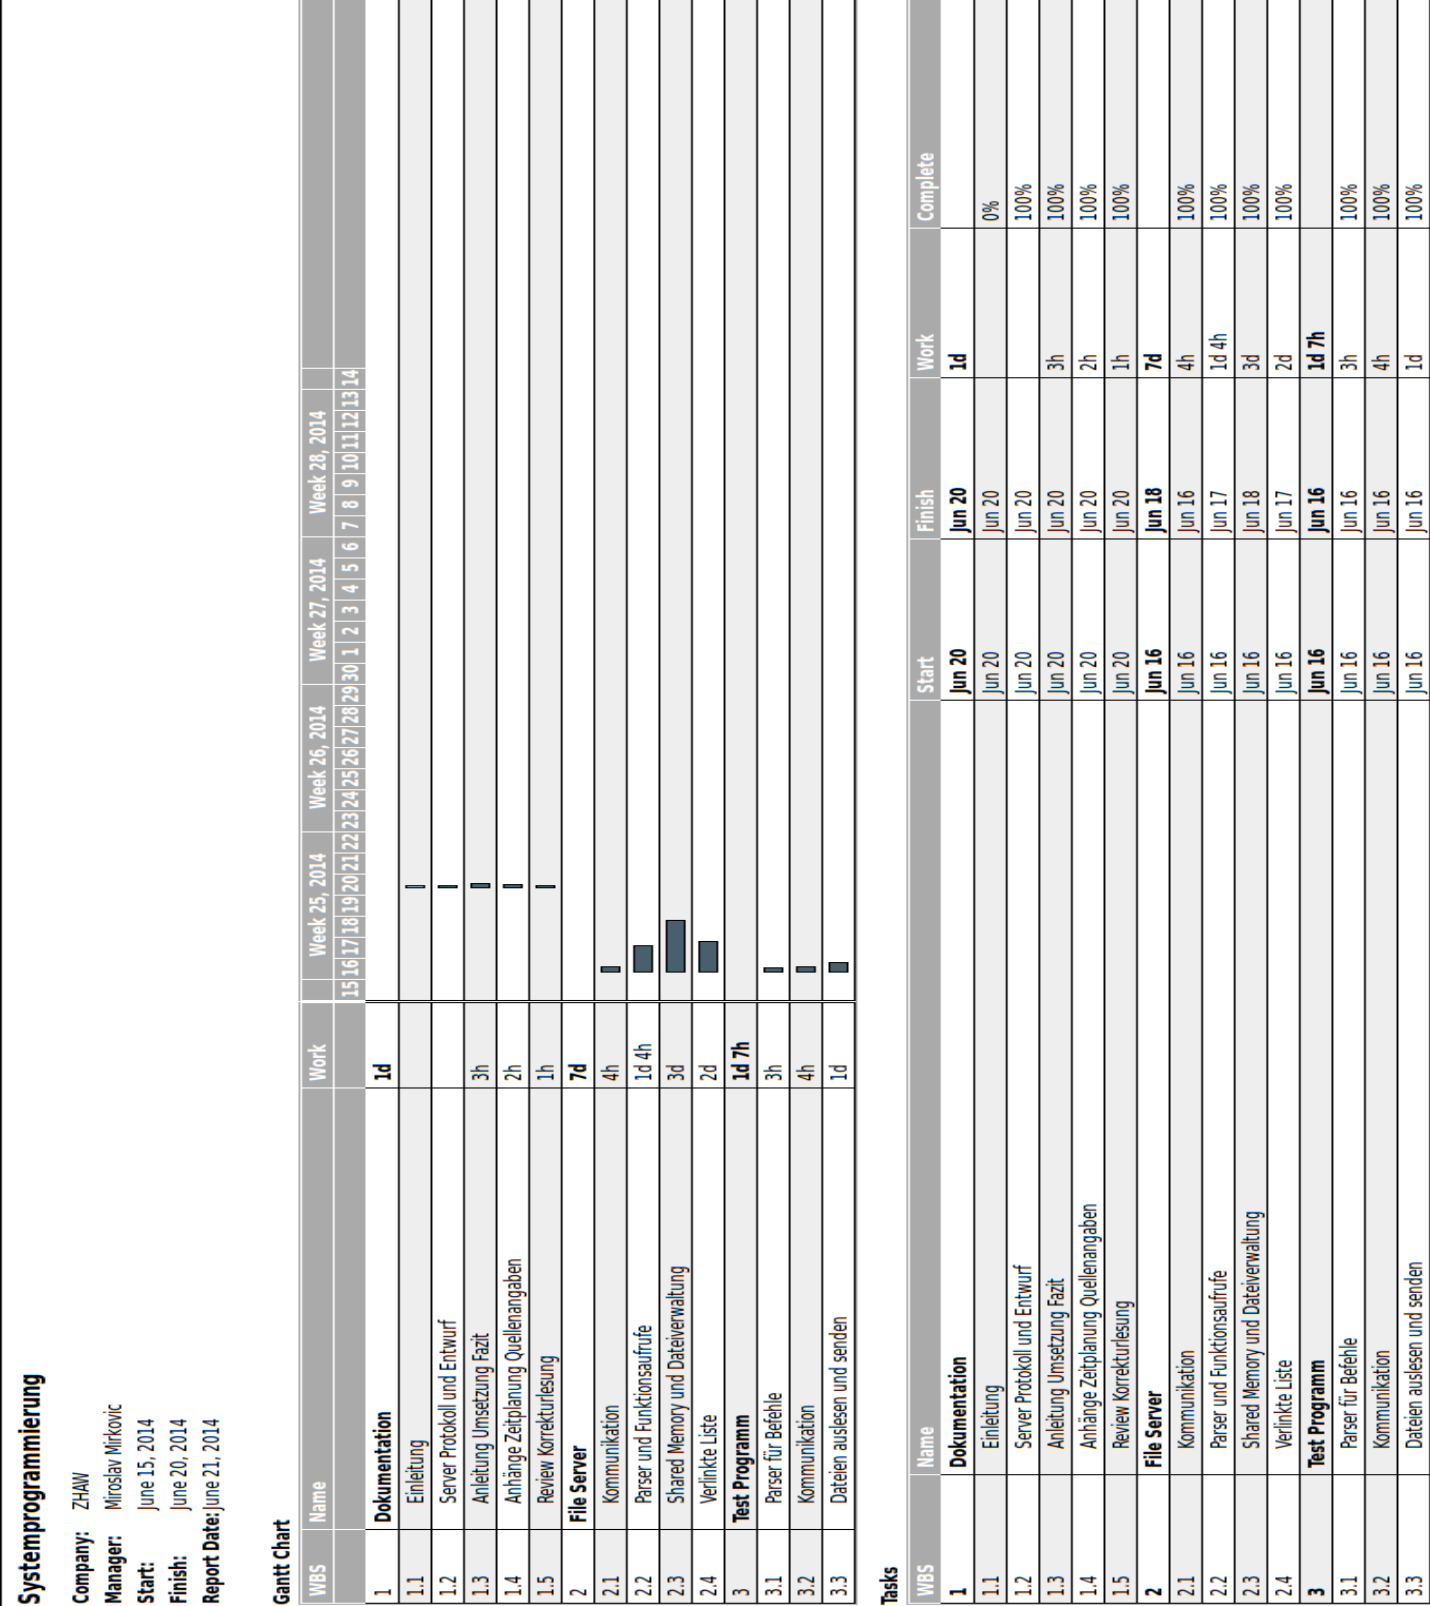 Systemprogrammierung
Company: ZHAW
Manager: Miroslav Mirkovic
Start: June 15, 2014
Finish: June 20, 2014
Report Date: June 21, 2014
Gantt Chart
WBS Name Work Week 25, 2014 Week 26, 2014 Week 27, 2014 Week 28, 2014
15 16 17 18 19 20 21 22 23 24 25 26 27 28 29 30 1 2 3 4 5 6 7 8 9 10 11 12 13 14
1 Dokumentation 1d
1.1 Einleitung
1.2 Server Protokoll und Entwurf
1.3 Anleitung Umsetzung Fazit 3h
1.4 Anhänge Zeitplanung Quellenangaben 2h
1.5 Review Korrekturlesung 1h
2 File Server 7d
2.1 Kommunikation 4h
2.2 Parser und Funktionsaufrufe 1d 4h
2.3 Shared Memory und Dateiverwaltung 3d
2.4 Verlinkte Liste 2d
3 Test Programm 1d 7h
3.1 Parser für Befehle 3h
3.2 Kommunikation 4h
3.3 Dateien auslesen und senden 1d
Tasks
WBS Name Start Finish Work Complete
1 Dokumentation Jun 20 Jun 20 1d
1.1 Einleitung Jun 20 Jun 20 0%
1.2 Server Protokoll und Entwurf Jun 20 Jun 20 100%
1.3 Anleitung Umsetzung Fazit Jun 20 Jun 20 3h 100%
1.4 Anhänge Zeitplanung Quellenangaben Jun 20 Jun 20 2h 100%
1.5 Review Korrekturlesung Jun 20 Jun 20 1h 100%
2 File Server Jun 16 Jun 18 7d
2.1 Kommunikation Jun 16 Jun 16 4h 100%
2.2 Parser und Funktionsaufrufe Jun 16 Jun 17 1d 4h 100%
2.3 Shared Memory und Dateiverwaltung Jun 16 Jun 18 3d 100%
2.4 Verlinkte Liste Jun 16 Jun 17 2d 100%
3 Test Programm Jun 16 Jun 16 1d 7h
3.1 Parser für Befehle Jun 16 Jun 16 3h 100%
3.2 Kommunikation Jun 16 Jun 16 4h 100%
3.3 Dateien auslesen und senden Jun 16 Jun 16 1d 100%